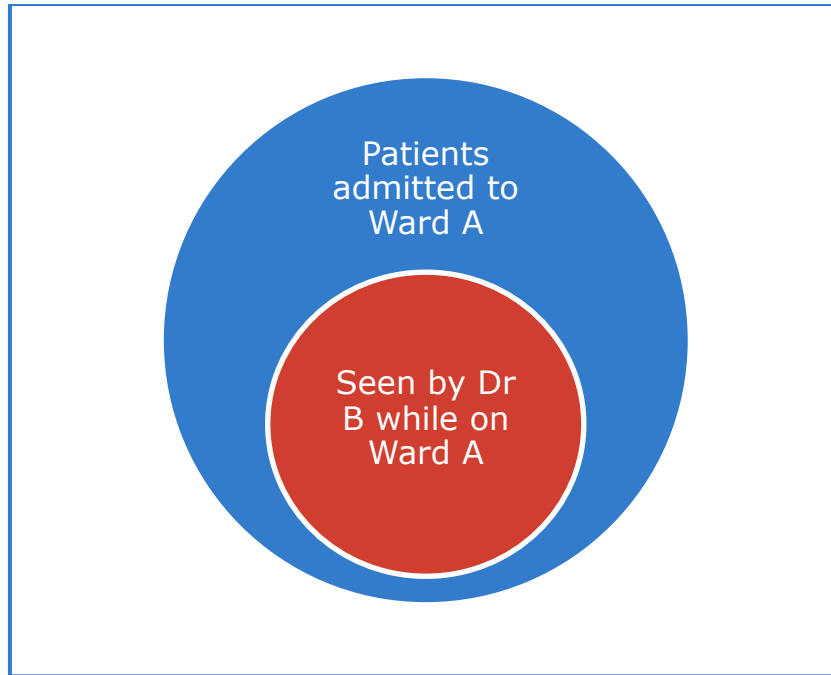 Patients
admitted to
Ward A
Seen by Dr
B while on
Ward A